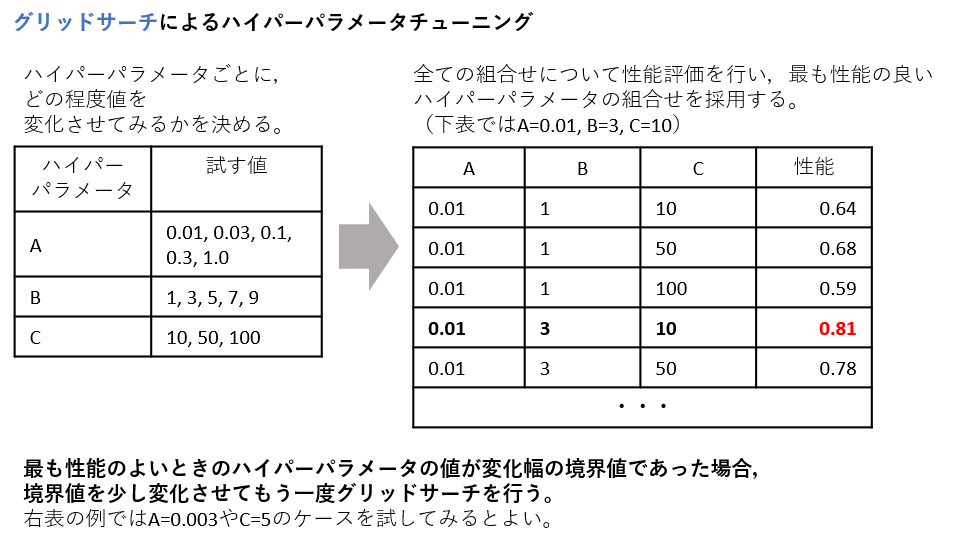 グリッドサーチによるハイパーパラメータチューニング
ハイパーパラメータごとに，
どの程度値を
変化させてみるかを決める。
ハイパー
パラメータ
試す値
A
0.01, 0.03, 0.1,
0.3, 1.0
B
1, 3, 5, 7, 9
C
10, 50, 100
全ての組合せについて性能評価を行い，最も性能の良い
ハイパーパラメータの組合せを採用する。
（下表ではA=0.01, B=3, C=10）
A B C 性能
0.01 1 10 0.64
0.01 1 50 0.68
0.01 1 100 0.59
0.01 3 10 0.81
0.01 3 50 0.78
・・・
最も性能のよいときのハイパーパラメータの値が変化幅の境界値であった場合，
境界値を少し変化させてもう一度グリッドサーチを行う。
右表の例ではA=0.003やC=5のケースを試してみるとよい。